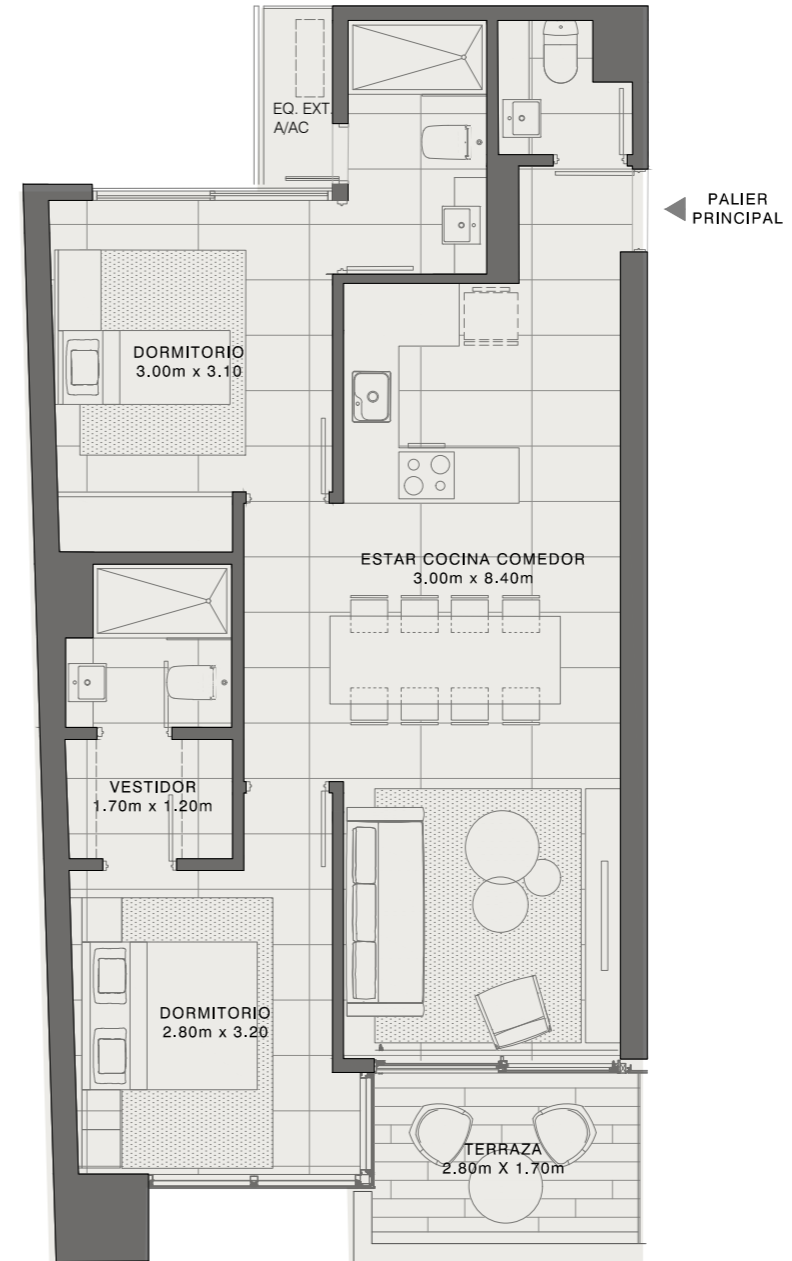 EQ. EXT.
A/AC
PALIER
PRINCIPAL
DORMITORIO
3.00m x 3.10
ESTAR COCINA COMEDOR
3.00m x 8.40m
VESTIDOR
1.70m x 1.20m
DORMITORIO
2.80m x 3.20
TERRAZA
2.80m X 1.70m